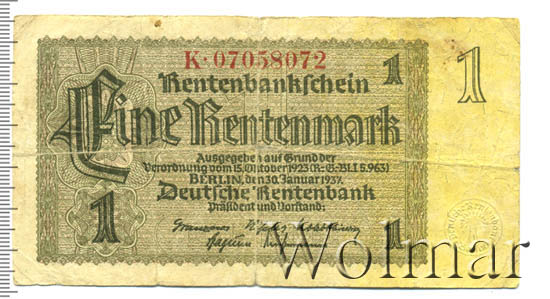 K·07058072
Rentenbankschein
1
1
Eine Rentenmark
Ausgegeben auf Grund der
Verordnung vom 15. Oktober 1923 (R-G-Bl.I S.963)
BERLIN, den 30. Januar 1937
Deutsche Rentenbank
Präsident und Vorstand:
1
1
Wolmar